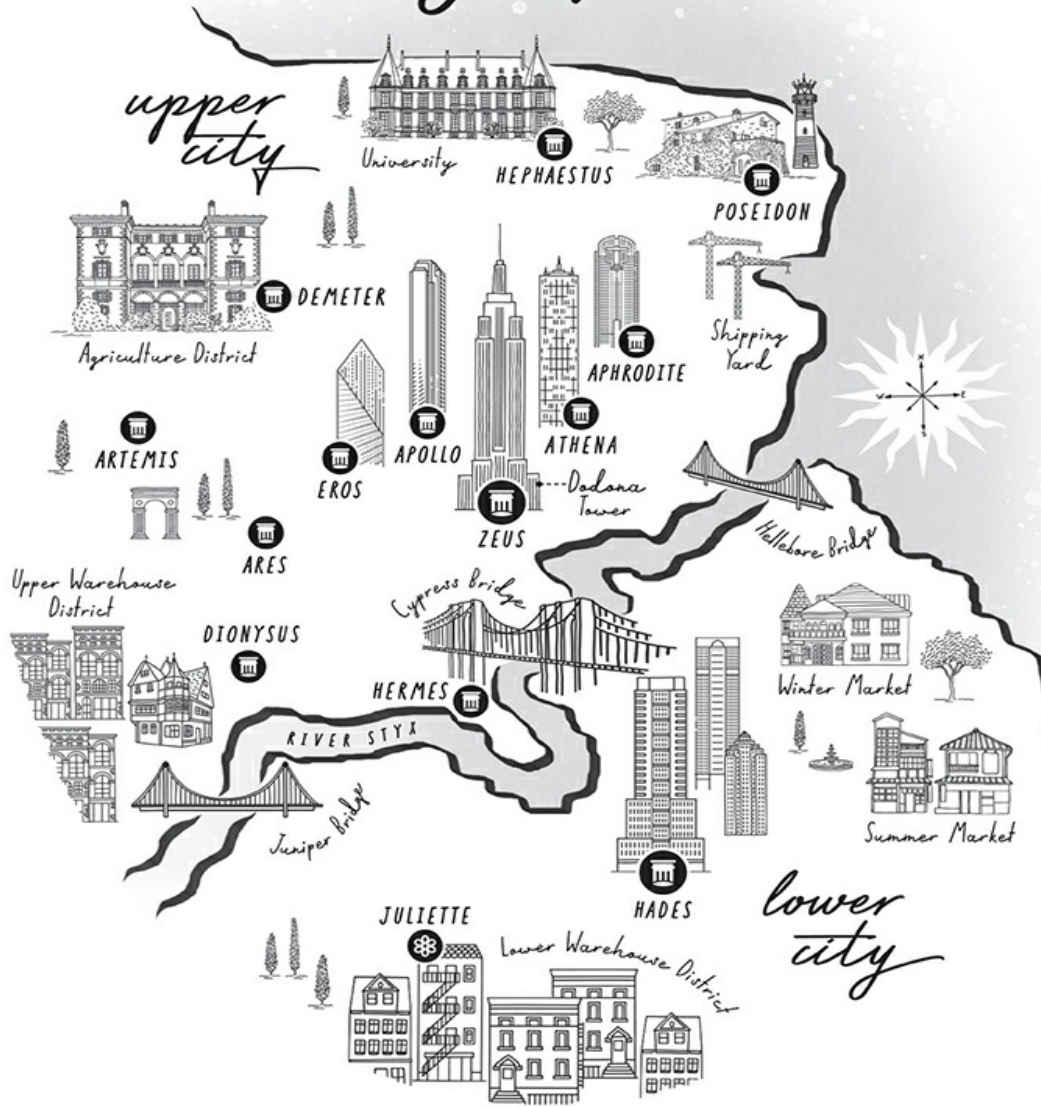 upper
city
University
HEPHAESTUS
POSEIDON
DEMETER
Agriculture District
Shipping
Yard
APHRODITE
N
W
E
S
ARTEMIS
APOLLO
ATHENA
EROS
Dodona
Tower
ZEUS
Hellebore Bridge
ARES
Upper Warehouse
District
Cypress Bridge
DIONYSUS
HERMES
Winter Market
RIVER STYX
Juniper Bridge
Summer Market
HADES
lower
city
JULIETTE
Lower Warehouse District